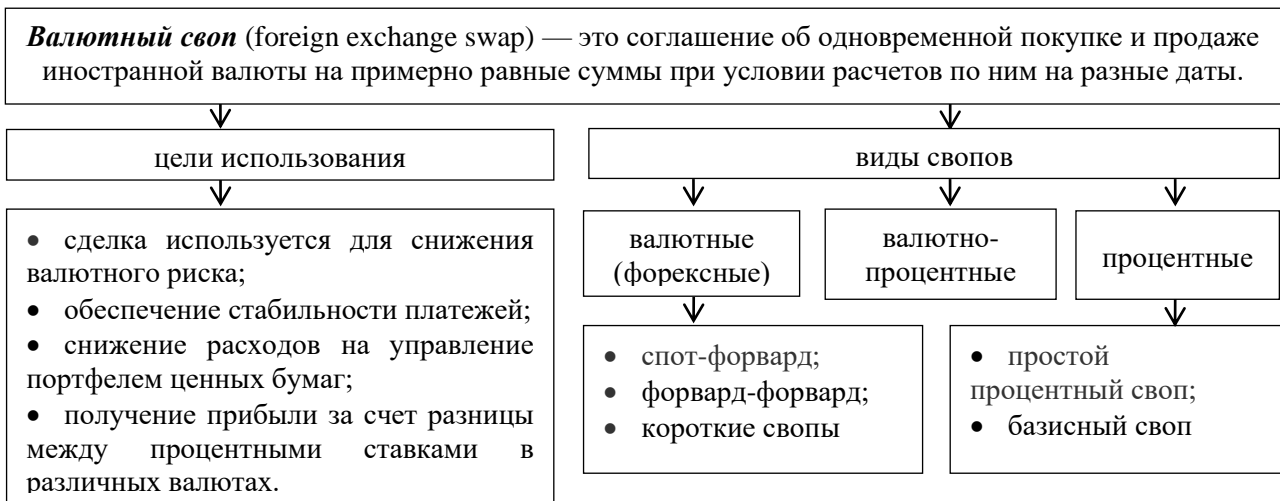 Валютный своп (foreign exchange swap) — это соглашение об одновременной покупке и продаже
иностранной валюты на примерно равные суммы при условии расчетов по ним на разные даты.
цели использования
виды свопов
• сделка используется для снижения
валютного риска;
• обеспечение стабильности платежей;
• снижение расходов на управление
портфелем ценных бумаг;
• получение прибыли за счет разницы
между процентными ставками в
различных валютах.
валютные
(форексные)
валютно-
процентные
процентные
• спот-форвард;
• форвард-форвард;
• короткие свопы
• простой
процентный своп;
• базисный своп